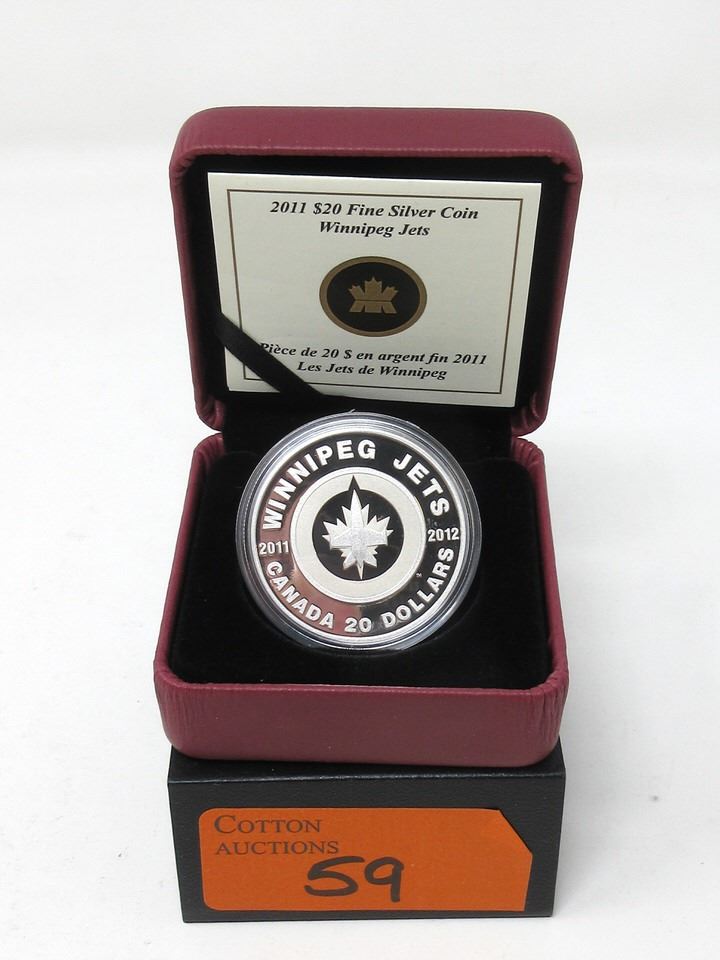 2011 $20 Fine Silver Coin
Winnipeg Jets
Pièce de 20 $ en argent fin 2011
Les Jets de Winnipeg
WINNIPEG JETS
2011
2012
CANADA 20 DOLLARS
TM
COTTON
AUCTIONS
59